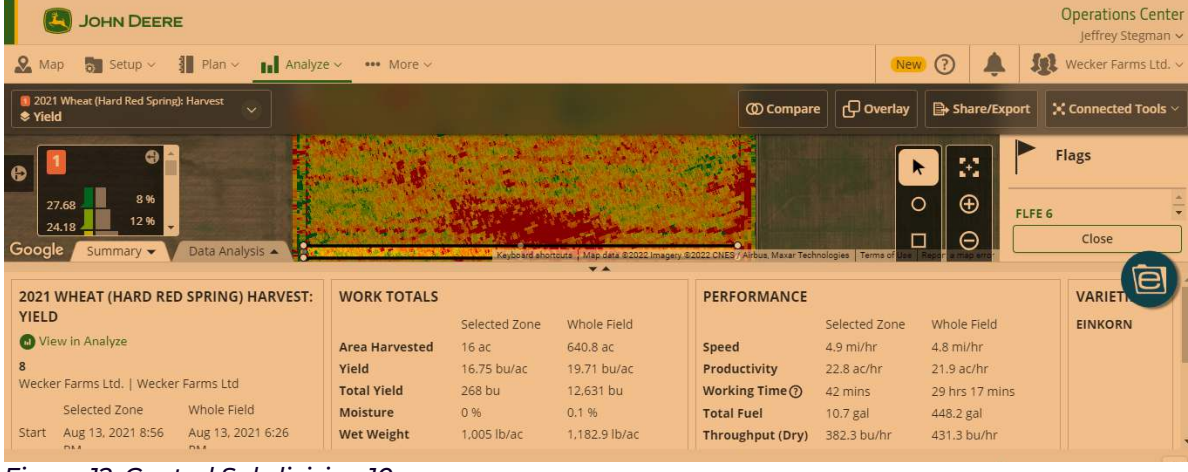 JOHN DEERE
Operations Center
Jeffrey Stegman
Map Setup Plan Analyze More
New
Wecker Farms Ltd.
1 2021 Wheat (Hard Red Spring): Harvest
Yield
Compare Overlay Share/Export Connected Tools
1
27.68 8 %
24.18 12 %
Flags
FLFE 6
Close
Google Summary Data Analysis
Keyboard shortcuts Map data ©2022 Imagery ©2022 CNES / Airbus, Maxar Technologies Terms of Use Report a map error
2021 WHEAT (HARD RED SPRING) HARVEST:
YIELD
View in Analyze
8
Wecker Farms Ltd. | Wecker Farms Ltd
Selected Zone Whole Field
Start Aug 13, 2021 8:56 Aug 13, 2021 6:26
WORK TOTALS
Selected Zone Whole Field
Area Harvested 16 ac 640.8 ac
Yield 16.75 bu/ac 19.71 bu/ac
Total Yield 268 bu 12,631 bu
Moisture 0 % 0.1 %
Wet Weight 1,005 lb/ac 1,182.9 lb/ac
PERFORMANCE
Selected Zone Whole Field
Speed 4.9 mi/hr 4.8 mi/hr
Productivity 22.8 ac/hr 21.9 ac/hr
Working Time 42 mins 29 hrs 17 mins
Total Fuel 10.7 gal 448.2 gal
Throughput (Dry) 382.3 bu/hr 431.3 bu/hr
EINKORN